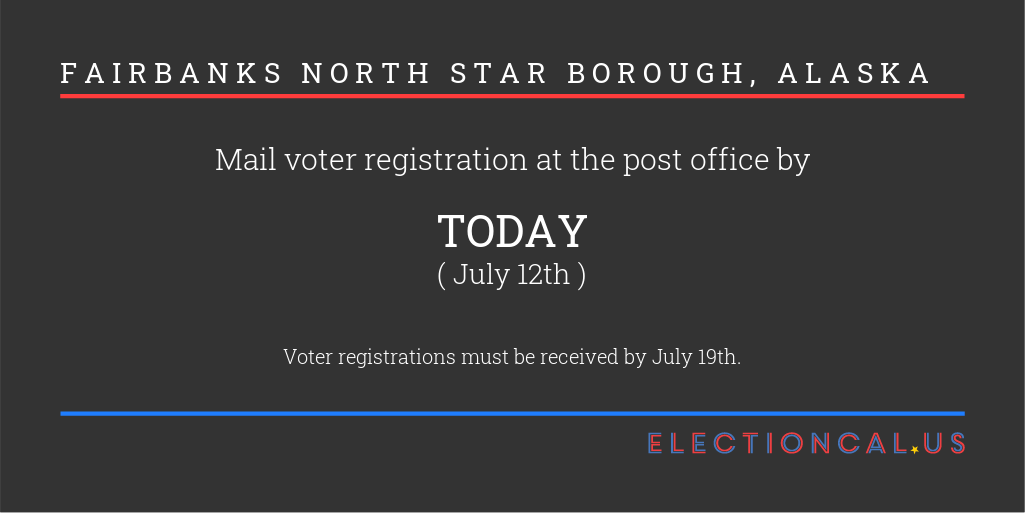 FAIRBANKS NORTH STAR BOROUGH, ALASKA
Mail voter registration at the post office by
TODAY
( July 12th )
Voter registrations must be received by July 19th.
ELECTIONCAL.US